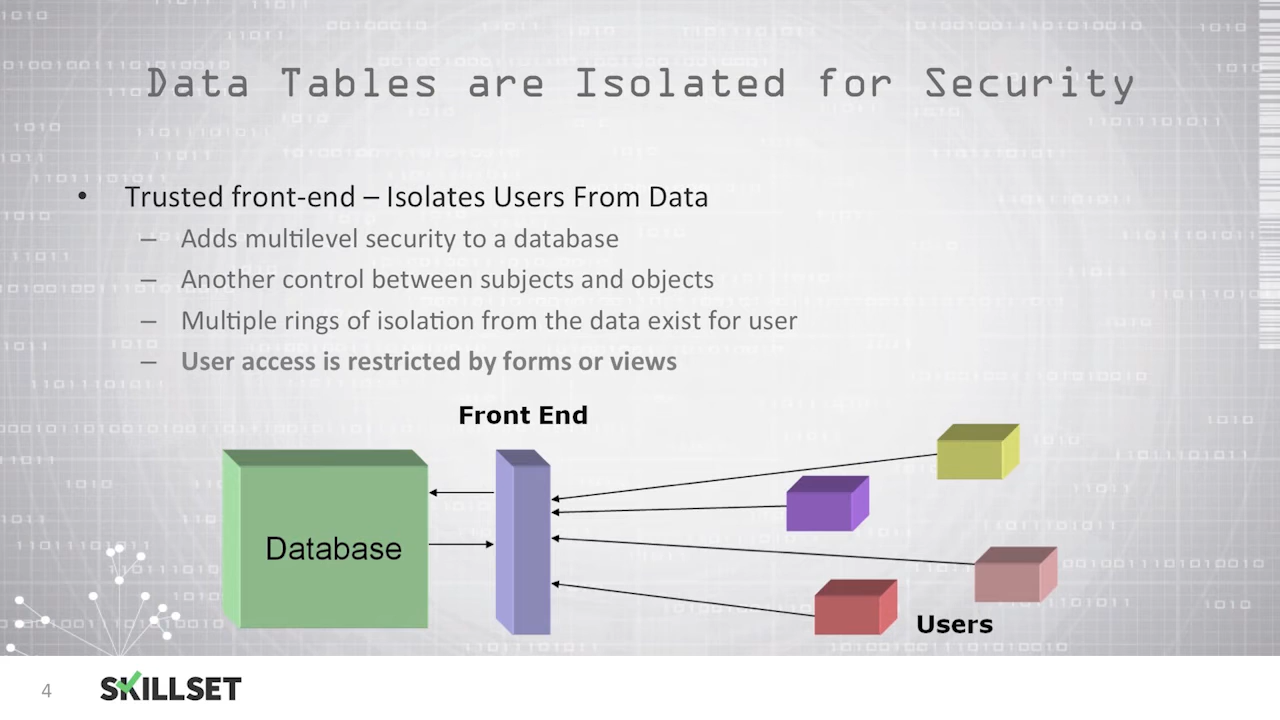 Data Tables are Isolated for Security
• Trusted front-end – Isolates Users From Data
– Adds multilevel security to a database
– Another control between subjects and objects
– Multiple rings of isolation from the data exist for user
– User access is restricted by forms or views
Front End
Database
Users
4
SKILLSET